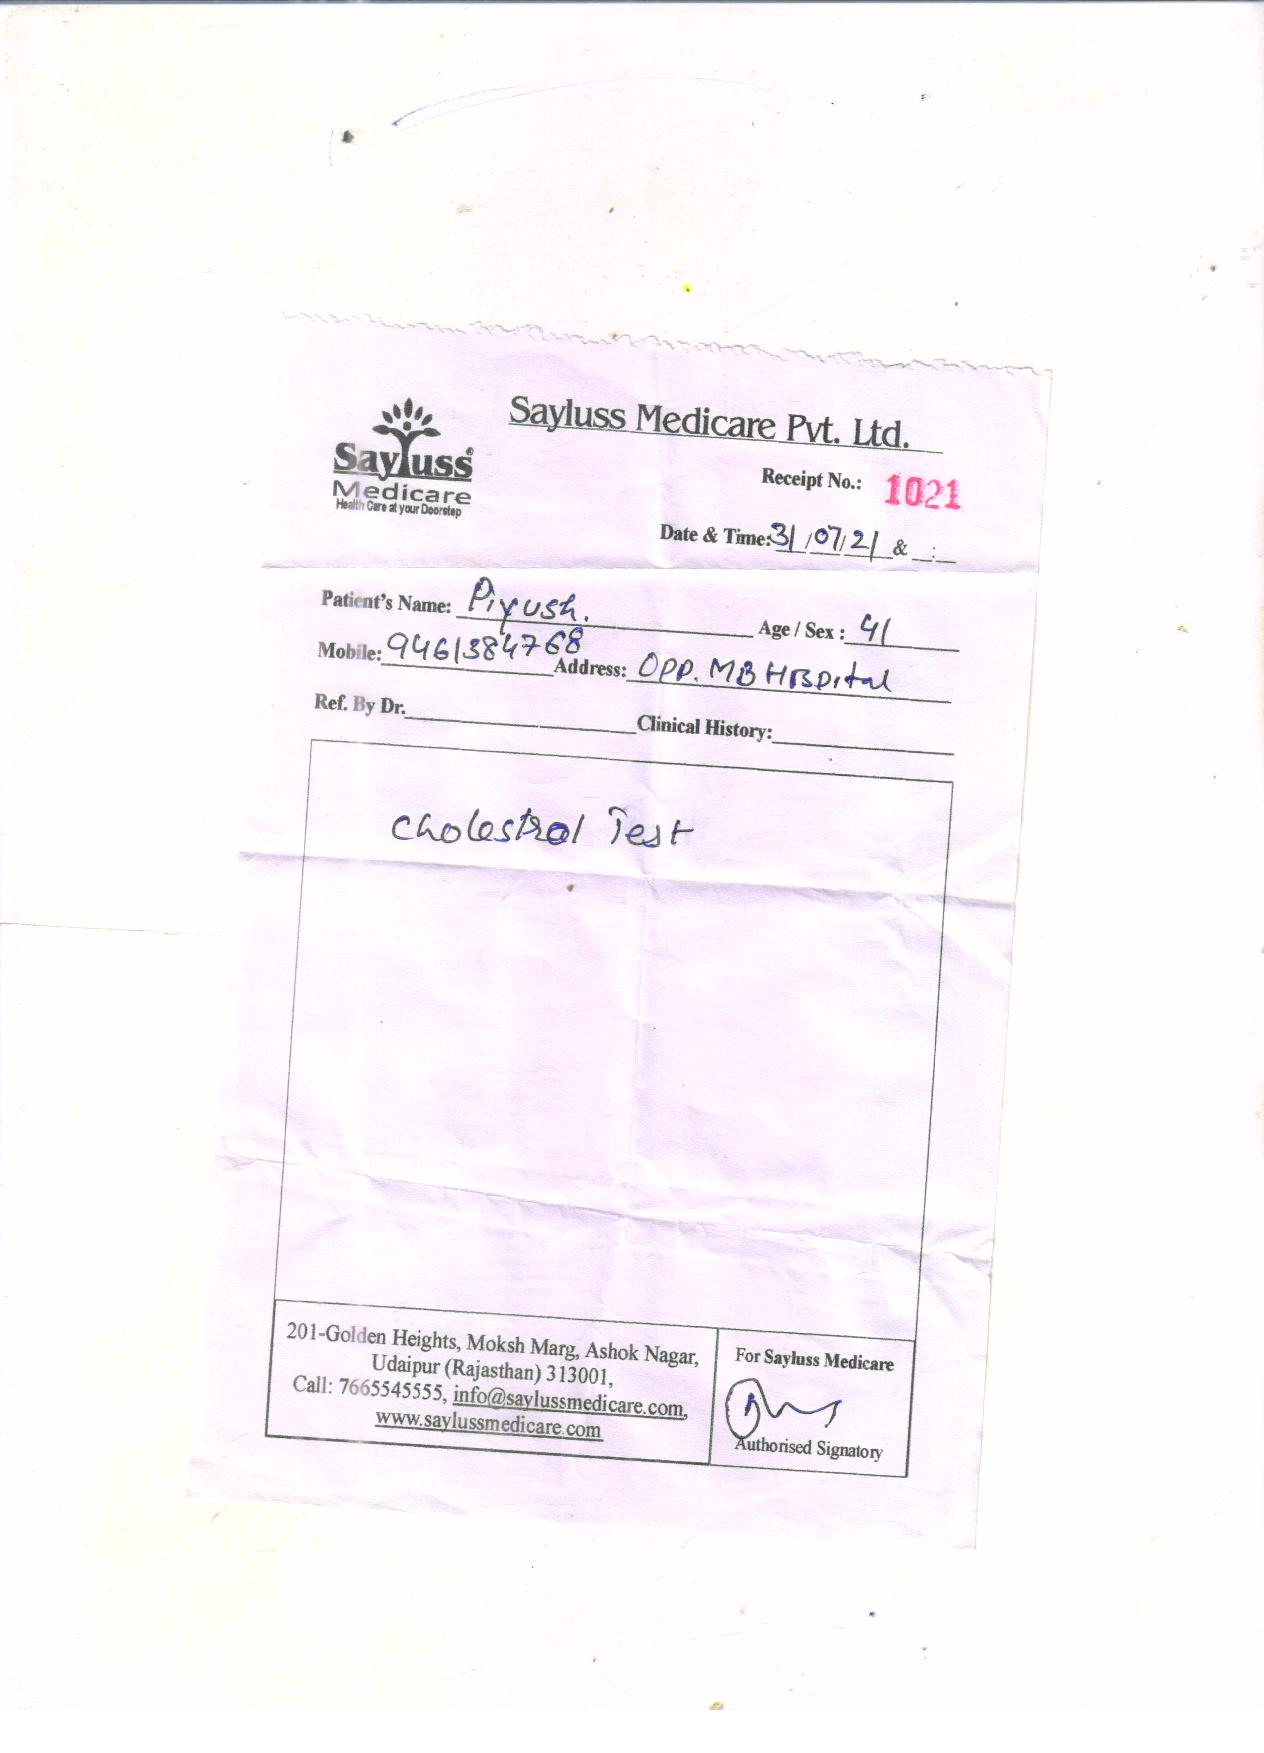 Sayluss Medicare Pvt. Ltd.
Sayluss®
Medicare
Health Care at your Doorstep
Receipt No.: 1021
Date & Time: 31/07/21 & __:__
Patient's Name: Piyush. Age / Sex : 41
Mobile: 9461384768 Address: OPP. MB Hospital
Ref. By Dr. Clinical History:
Cholestrol Test
201-Golden Heights, Moksh Marg, Ashok Nagar,
Udaipur (Rajasthan) 313001,
Call: 7665545555, info@saylussmedicare.com,
www.saylussmedicare.com
For Sayluss Medicare
Authorised Signatory